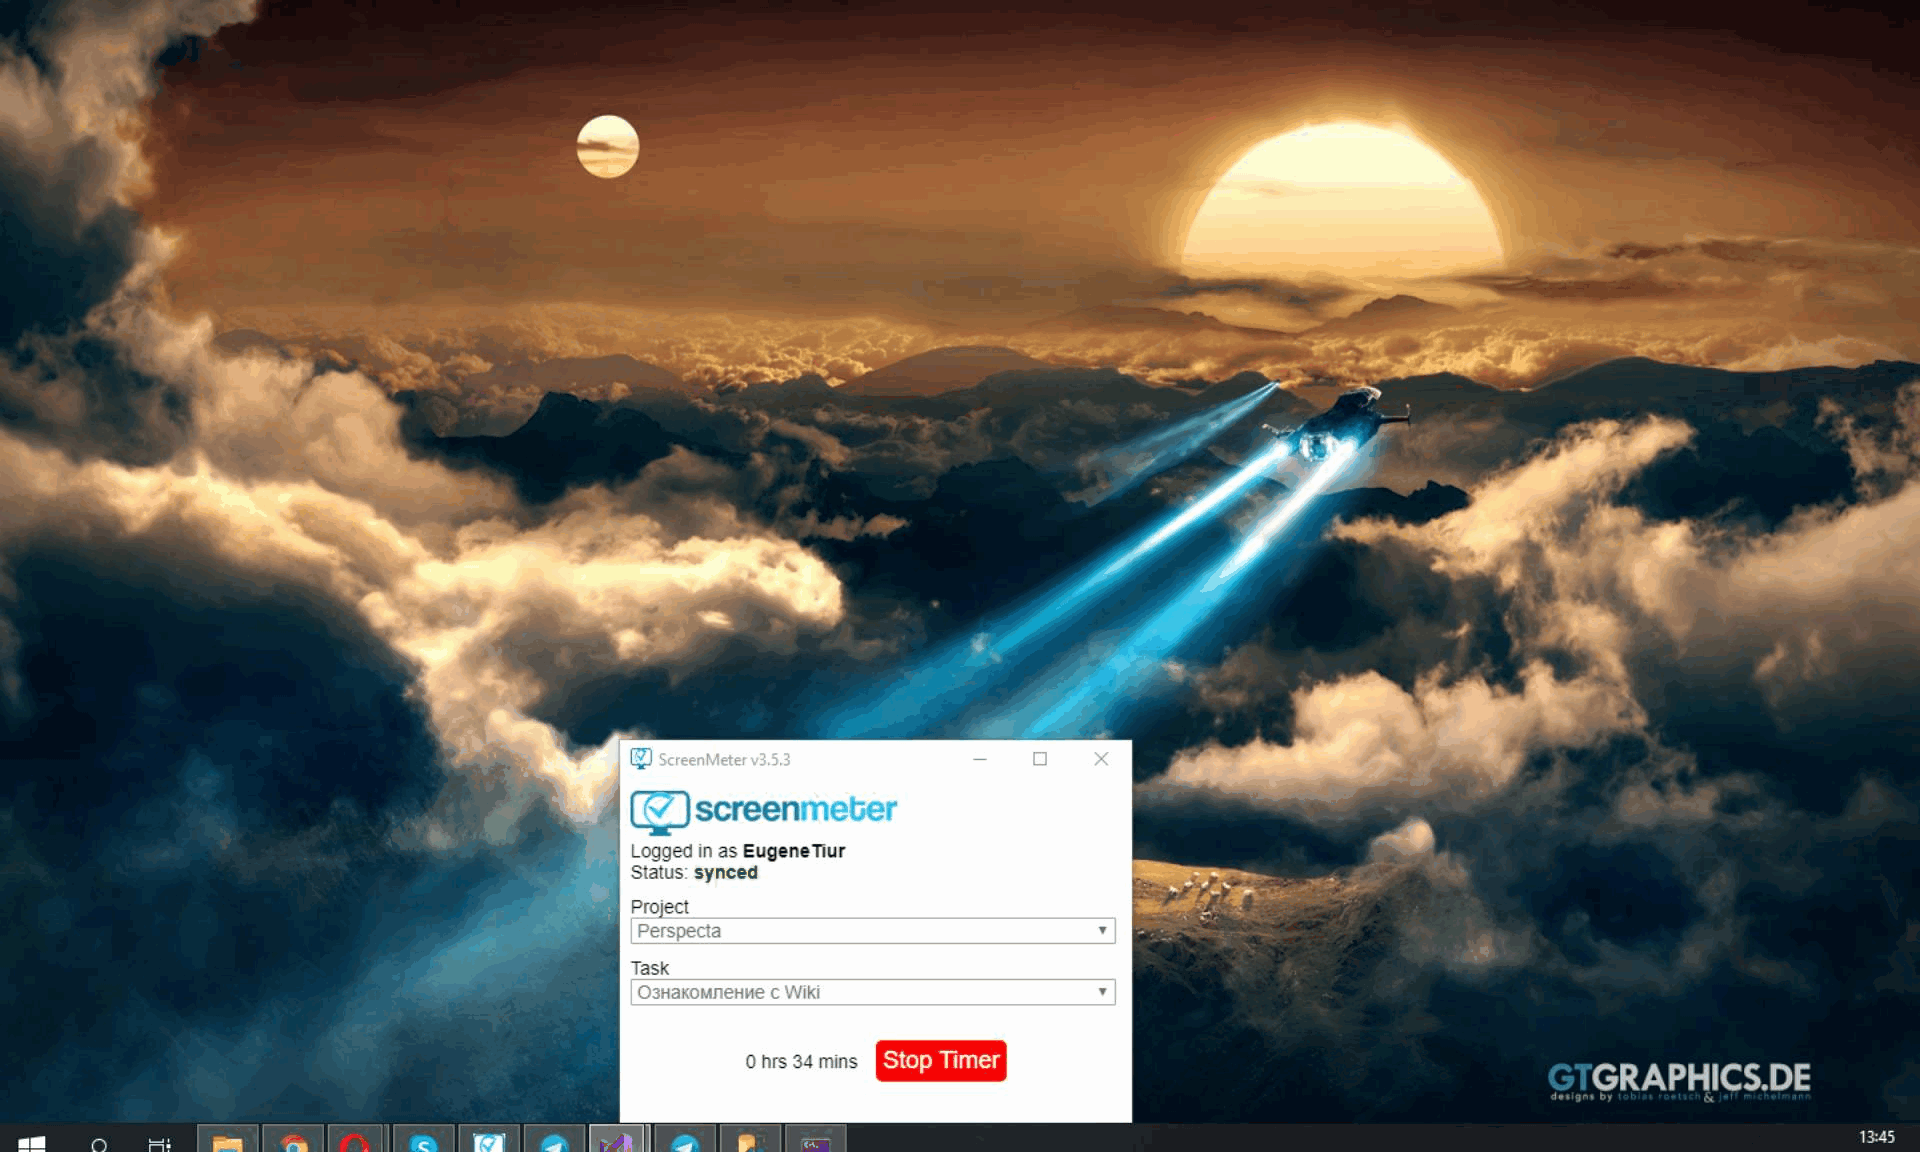 ScreenMeter v3.5.3
screenmeter
Logged in as EugeneTiur
Status: synced
Project
Perspecta
Task
Ознакомление с Wiki
0 hrs 34 mins
Stop Timer
GTGRAPHICS.DE
designs by tobias roetsch & jeff michelmann
13:45